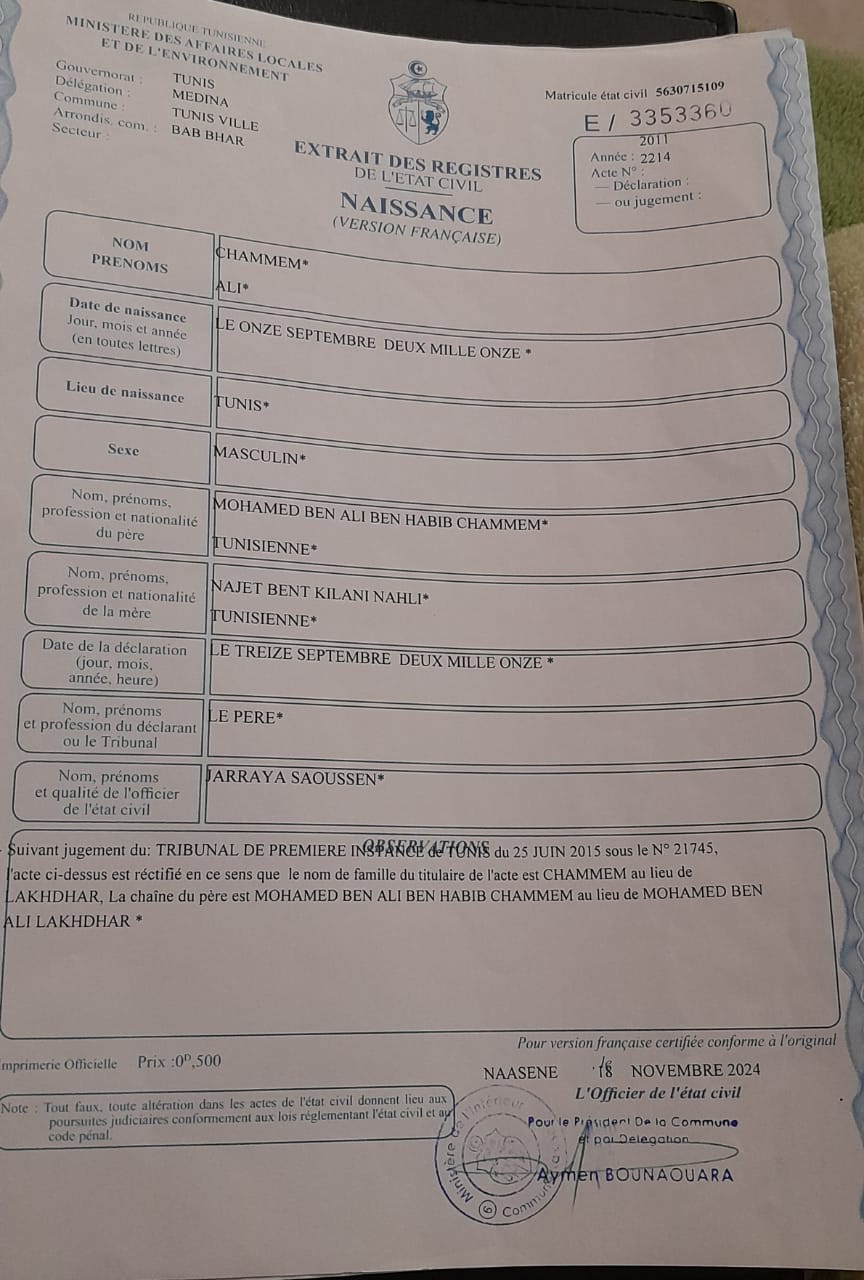 REPUBLIQUE TUNISIENNE
MINISTERE DES AFFAIRES LOCALES
ET DE L'ENVIRONNEMENT
Gouvernorat : TUNIS
Délégation : MEDINA
Commune : TUNIS VILLE
Arrondis. com. : BAB BHAR
Secteur :
Matricule état civil 5630715109
E / 3353360
2011
Année : 2214
Acte N° :
— Déclaration :
— ou jugement :
EXTRAIT DES REGISTRES
DE L'ETAT CIVIL
NAISSANCE
(VERSION FRANÇAISE)
NOM
PRENOMS
CHAMMEM*
ALI*
Date de naissance
Jour, mois et année
(en toutes lettres)
LE ONZE SEPTEMBRE DEUX MILLE ONZE *
Lieu de naissance
TUNIS*
Sexe
MASCULIN*
Nom, prénoms,
profession et nationalité
du père
MOHAMED BEN ALI BEN HABIB CHAMMEM*
TUNISIENNE*
Nom, prénoms,
profession et nationalité
de la mère
NAJET BENT KILANI NAHLI*
TUNISIENNE*
Date de la déclaration
(jour, mois,
année, heure)
LE TREIZE SEPTEMBRE DEUX MILLE ONZE *
Nom, prénoms
et profession du déclarant
ou le Tribunal
LE PERE*
Nom, prénoms
et qualité de l'officier
de l'état civil
JARRAYA SAOUSSEN*
OBSERVATIONS
Suivant jugement du: TRIBUNAL DE PREMIERE INSTANCE de TUNIS du 25 JUIN 2015 sous le N° 21745,
l'acte ci-dessus est réctifié en ce sens que le nom de famille du titulaire de l'acte est CHAMMEM au lieu de
LAKHDHAR, La chaîne du père est MOHAMED BEN ALI BEN HABIB CHAMMEM au lieu de MOHAMED BEN
ALI LAKHDHAR *
Imprimerie Officielle Prix :0ᴰ,500
Pour version française certifiée conforme à l'original
NAASENE 18 NOVEMBRE 2024
L'Officier de l'état civil
Note : Tout faux, toute altération dans les actes de l'état civil donnent lieu aux
poursuites judiciaires conformement aux lois réglementant l'état civil et au
code pénal.
Pour le Président De la Commune
et par Delegation
Aymen BOUNAOUARA
Ministère de l'Intérieur
6